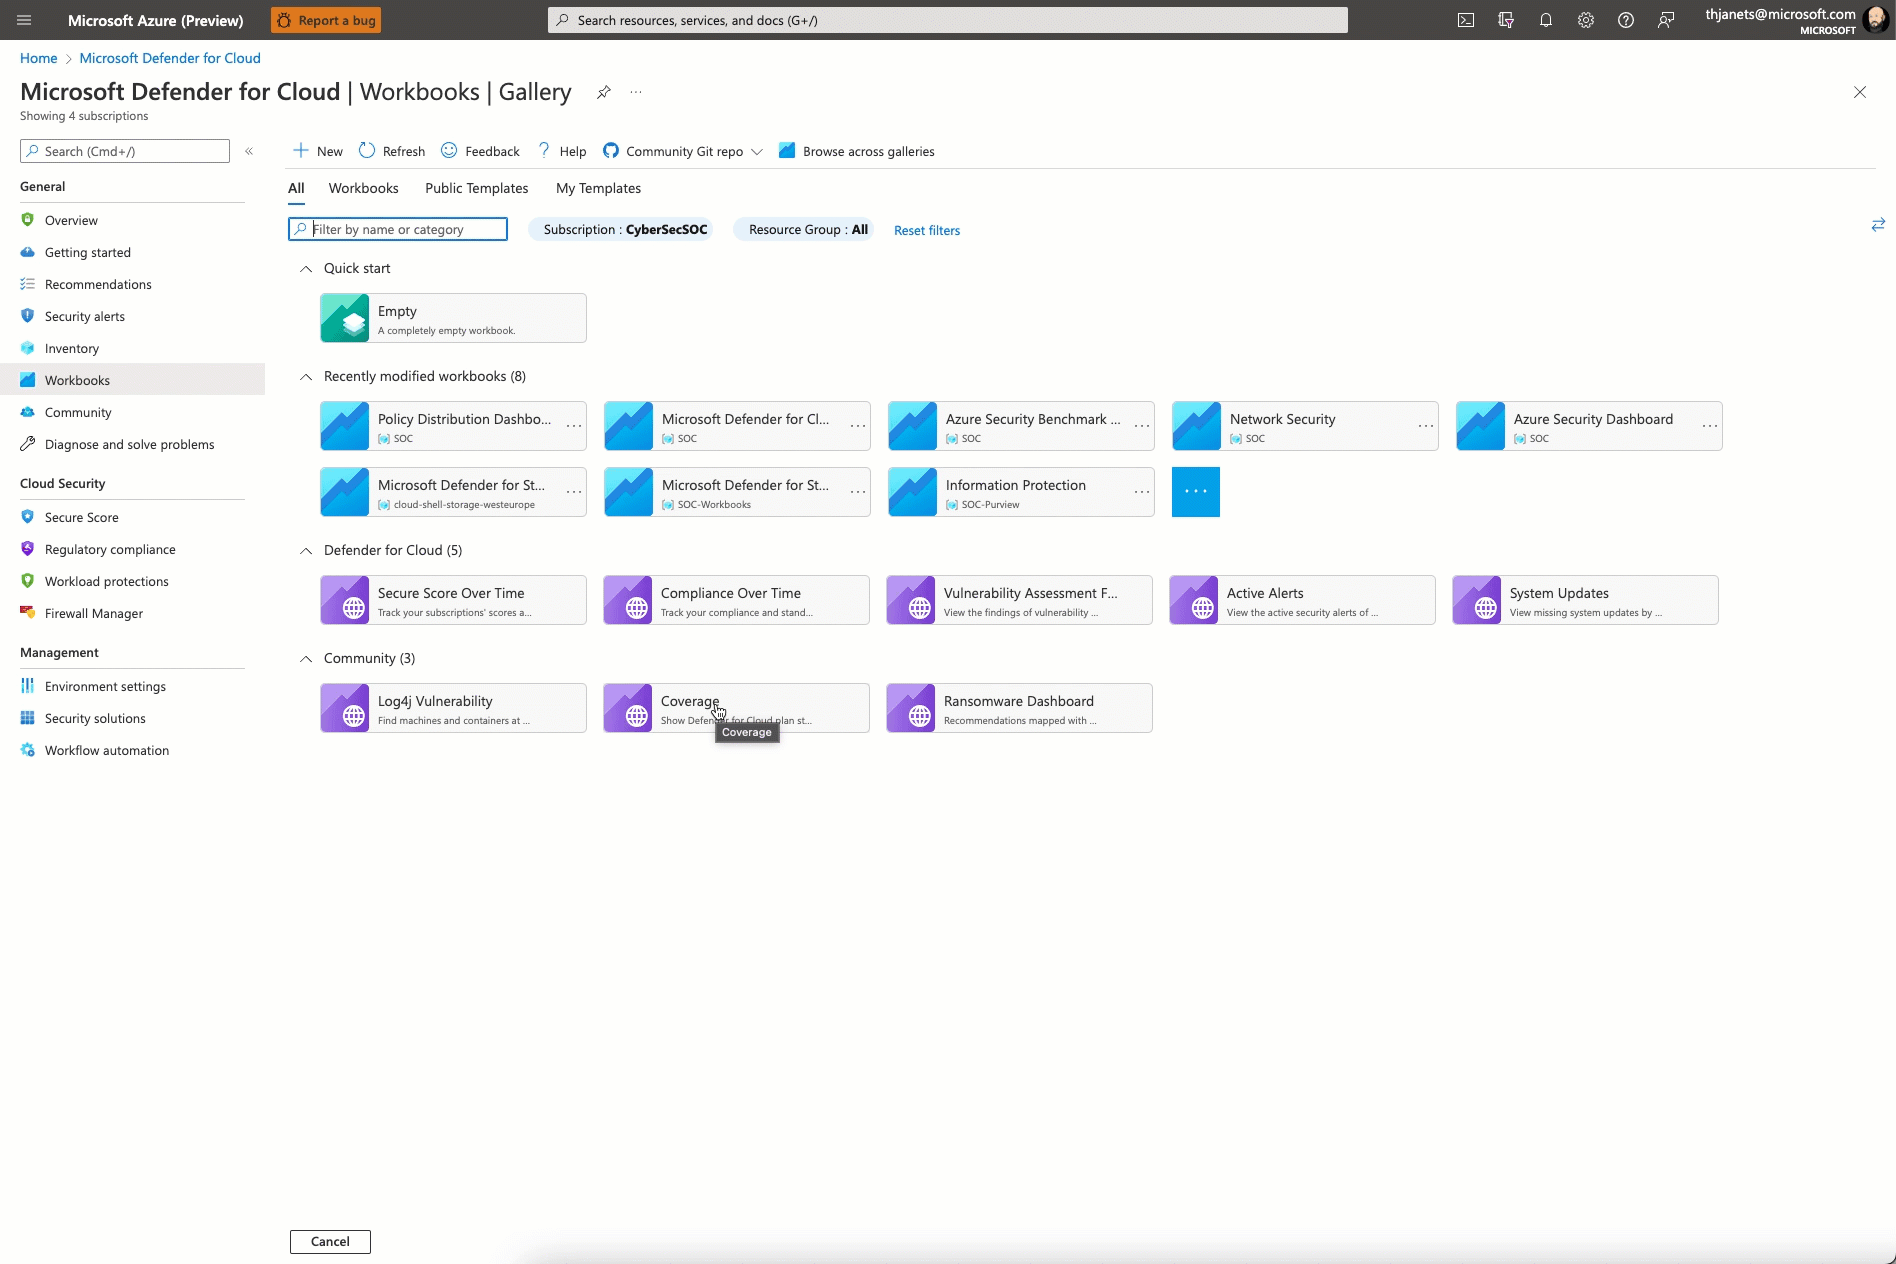 Microsoft Azure (Preview)
Report a bug
Search resources, services, and docs (G+/)
thjanets@microsoft.com
MICROSOFT
Home > Microsoft Defender for Cloud
Microsoft Defender for Cloud | Workbooks | Gallery
Showing 4 subscriptions
Search (Cmd+/)
General
Overview
Getting started
Recommendations
Security alerts
Inventory
Workbooks
Community
Diagnose and solve problems
Cloud Security
Secure Score
Regulatory compliance
Workload protections
Firewall Manager
Management
Environment settings
Security solutions
Workflow automation
New Refresh Feedback Help Community Git repo Browse across galleries
All Workbooks Public Templates My Templates
Filter by name or category
Subscription : CyberSecSOC
Resource Group : All
Reset filters
Quick start
Empty
A completely empty workbook.
Recently modified workbooks (8)
Policy Distribution Dashbo...
SOC
Microsoft Defender for Cl...
SOC
Azure Security Benchmark ...
SOC
Network Security
SOC
Azure Security Dashboard
SOC
Microsoft Defender for St...
cloud-shell-storage-westeurope
Microsoft Defender for St...
SOC-Workbooks
Information Protection
SOC-Purview
Defender for Cloud (5)
Secure Score Over Time
Track your subscriptions' scores a...
Compliance Over Time
Track your compliance and stand...
Vulnerability Assessment F...
View the findings of vulnerability ...
Active Alerts
View the active security alerts of ...
System Updates
View missing system updates by ...
Community (3)
Log4j Vulnerability
Find machines and containers at ...
Coverage
Show Defender for Cloud plan st...
Coverage
Ransomware Dashboard
Recommendations mapped with ...
Cancel